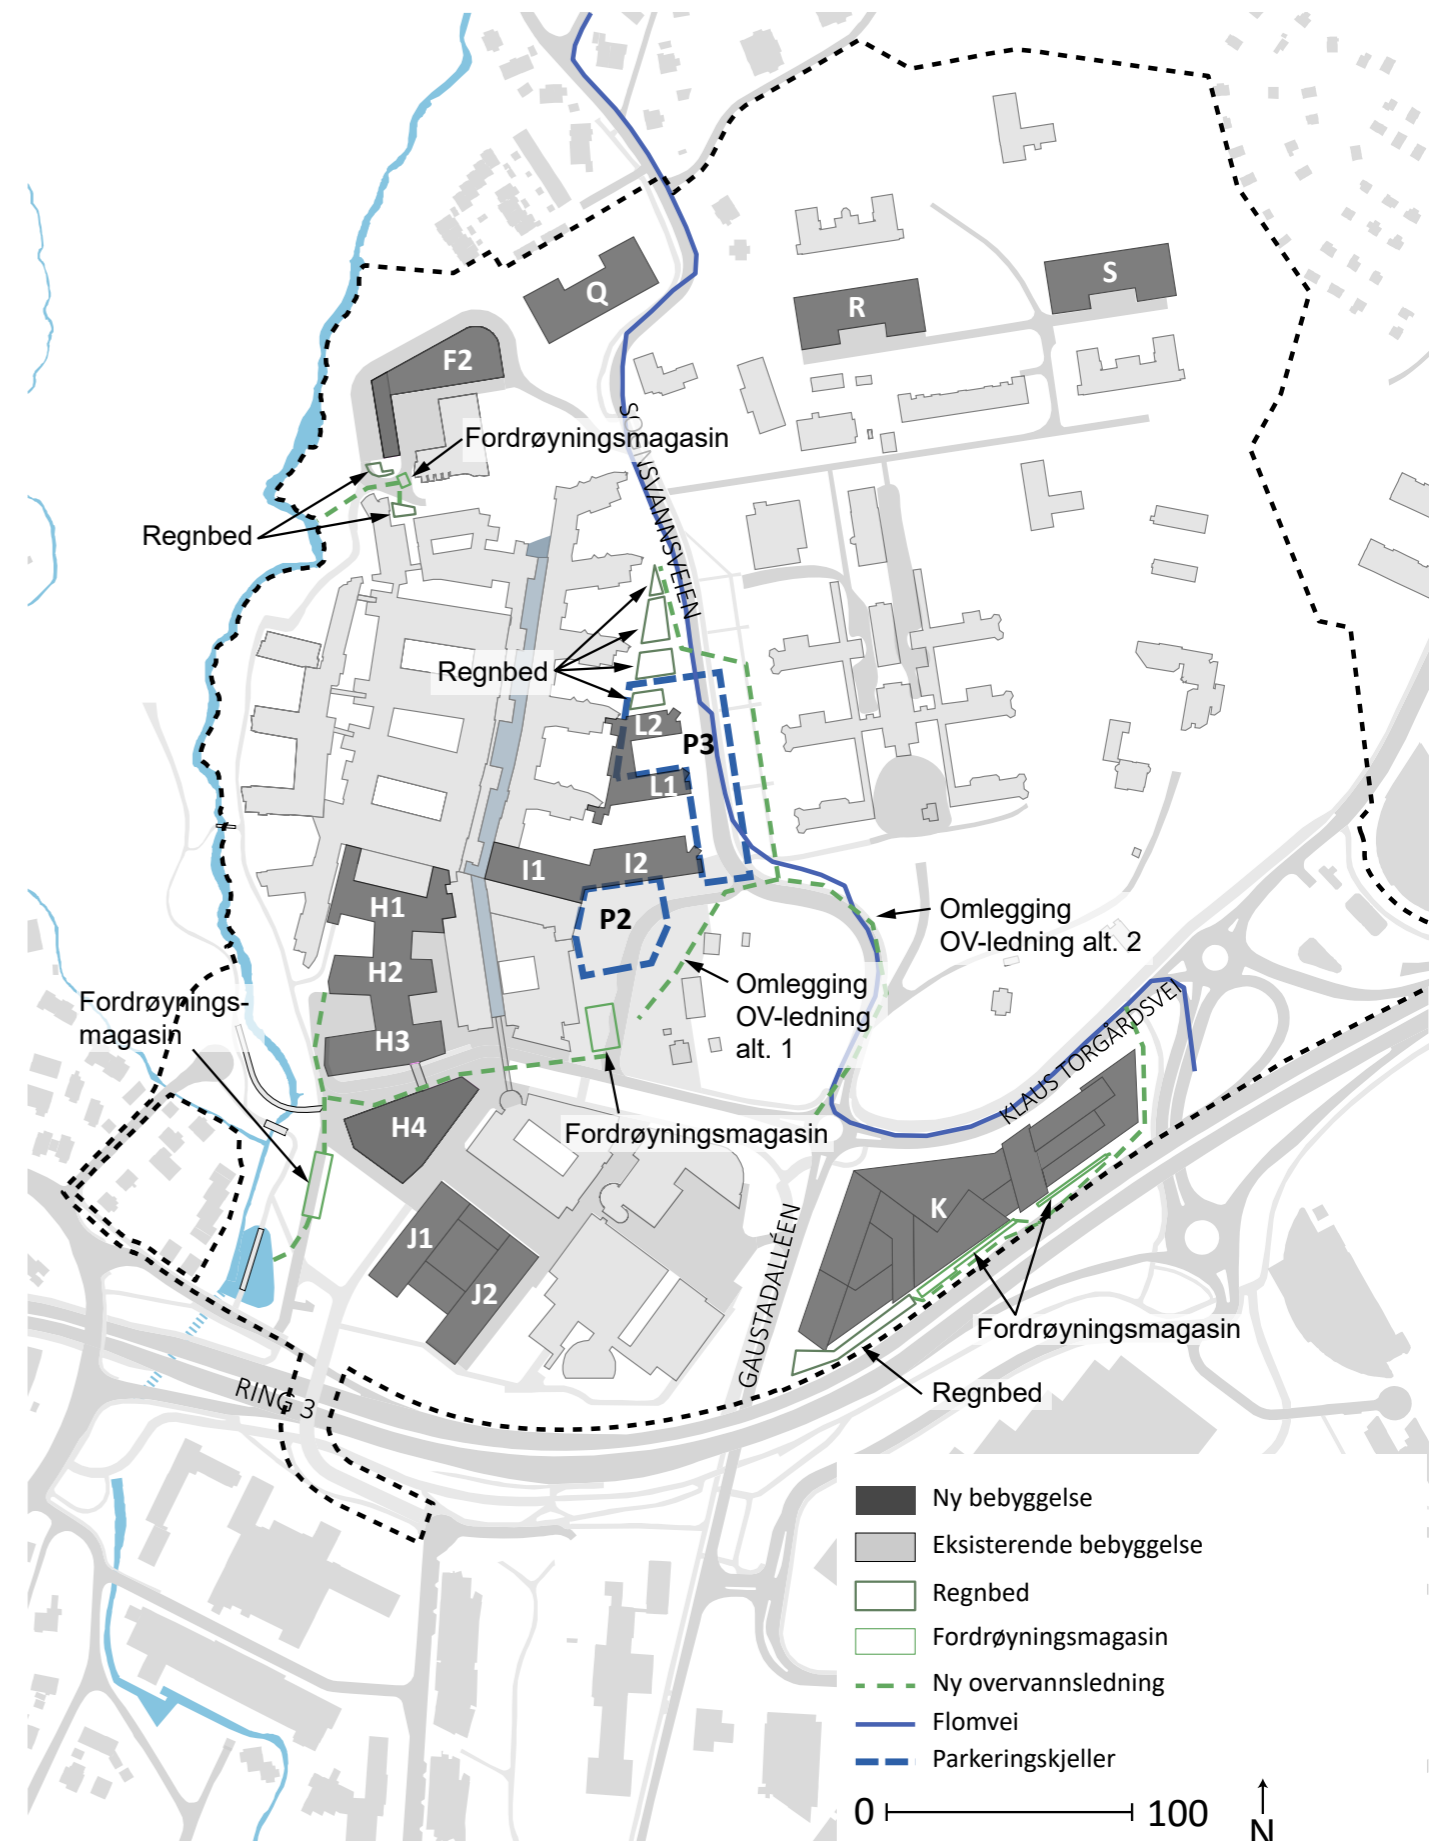 Q
S
R
F2
SOGNSVANNSVEIEN
Fordrøyningsmagasin
Regnbed
Regnbed
L2
P3
L1
I1
I2
H1
P2
Omlegging
OV-ledning alt. 2
H2
Omlegging
OV-ledning
alt. 1
Fordrøynings-
magasin
H3
KLAUS TORGÅRDSVEI
H4
Fordrøyningsmagasin
K
J1
J2
GAUSTADALLÉEN
Fordrøyningsmagasin
RING 3
Regnbed
Ny bebyggelse
Eksisterende bebyggelse
Regnbed
Fordrøyningsmagasin
Ny overvannsledning
Flomvei
Parkeringskjeller
0 100
N